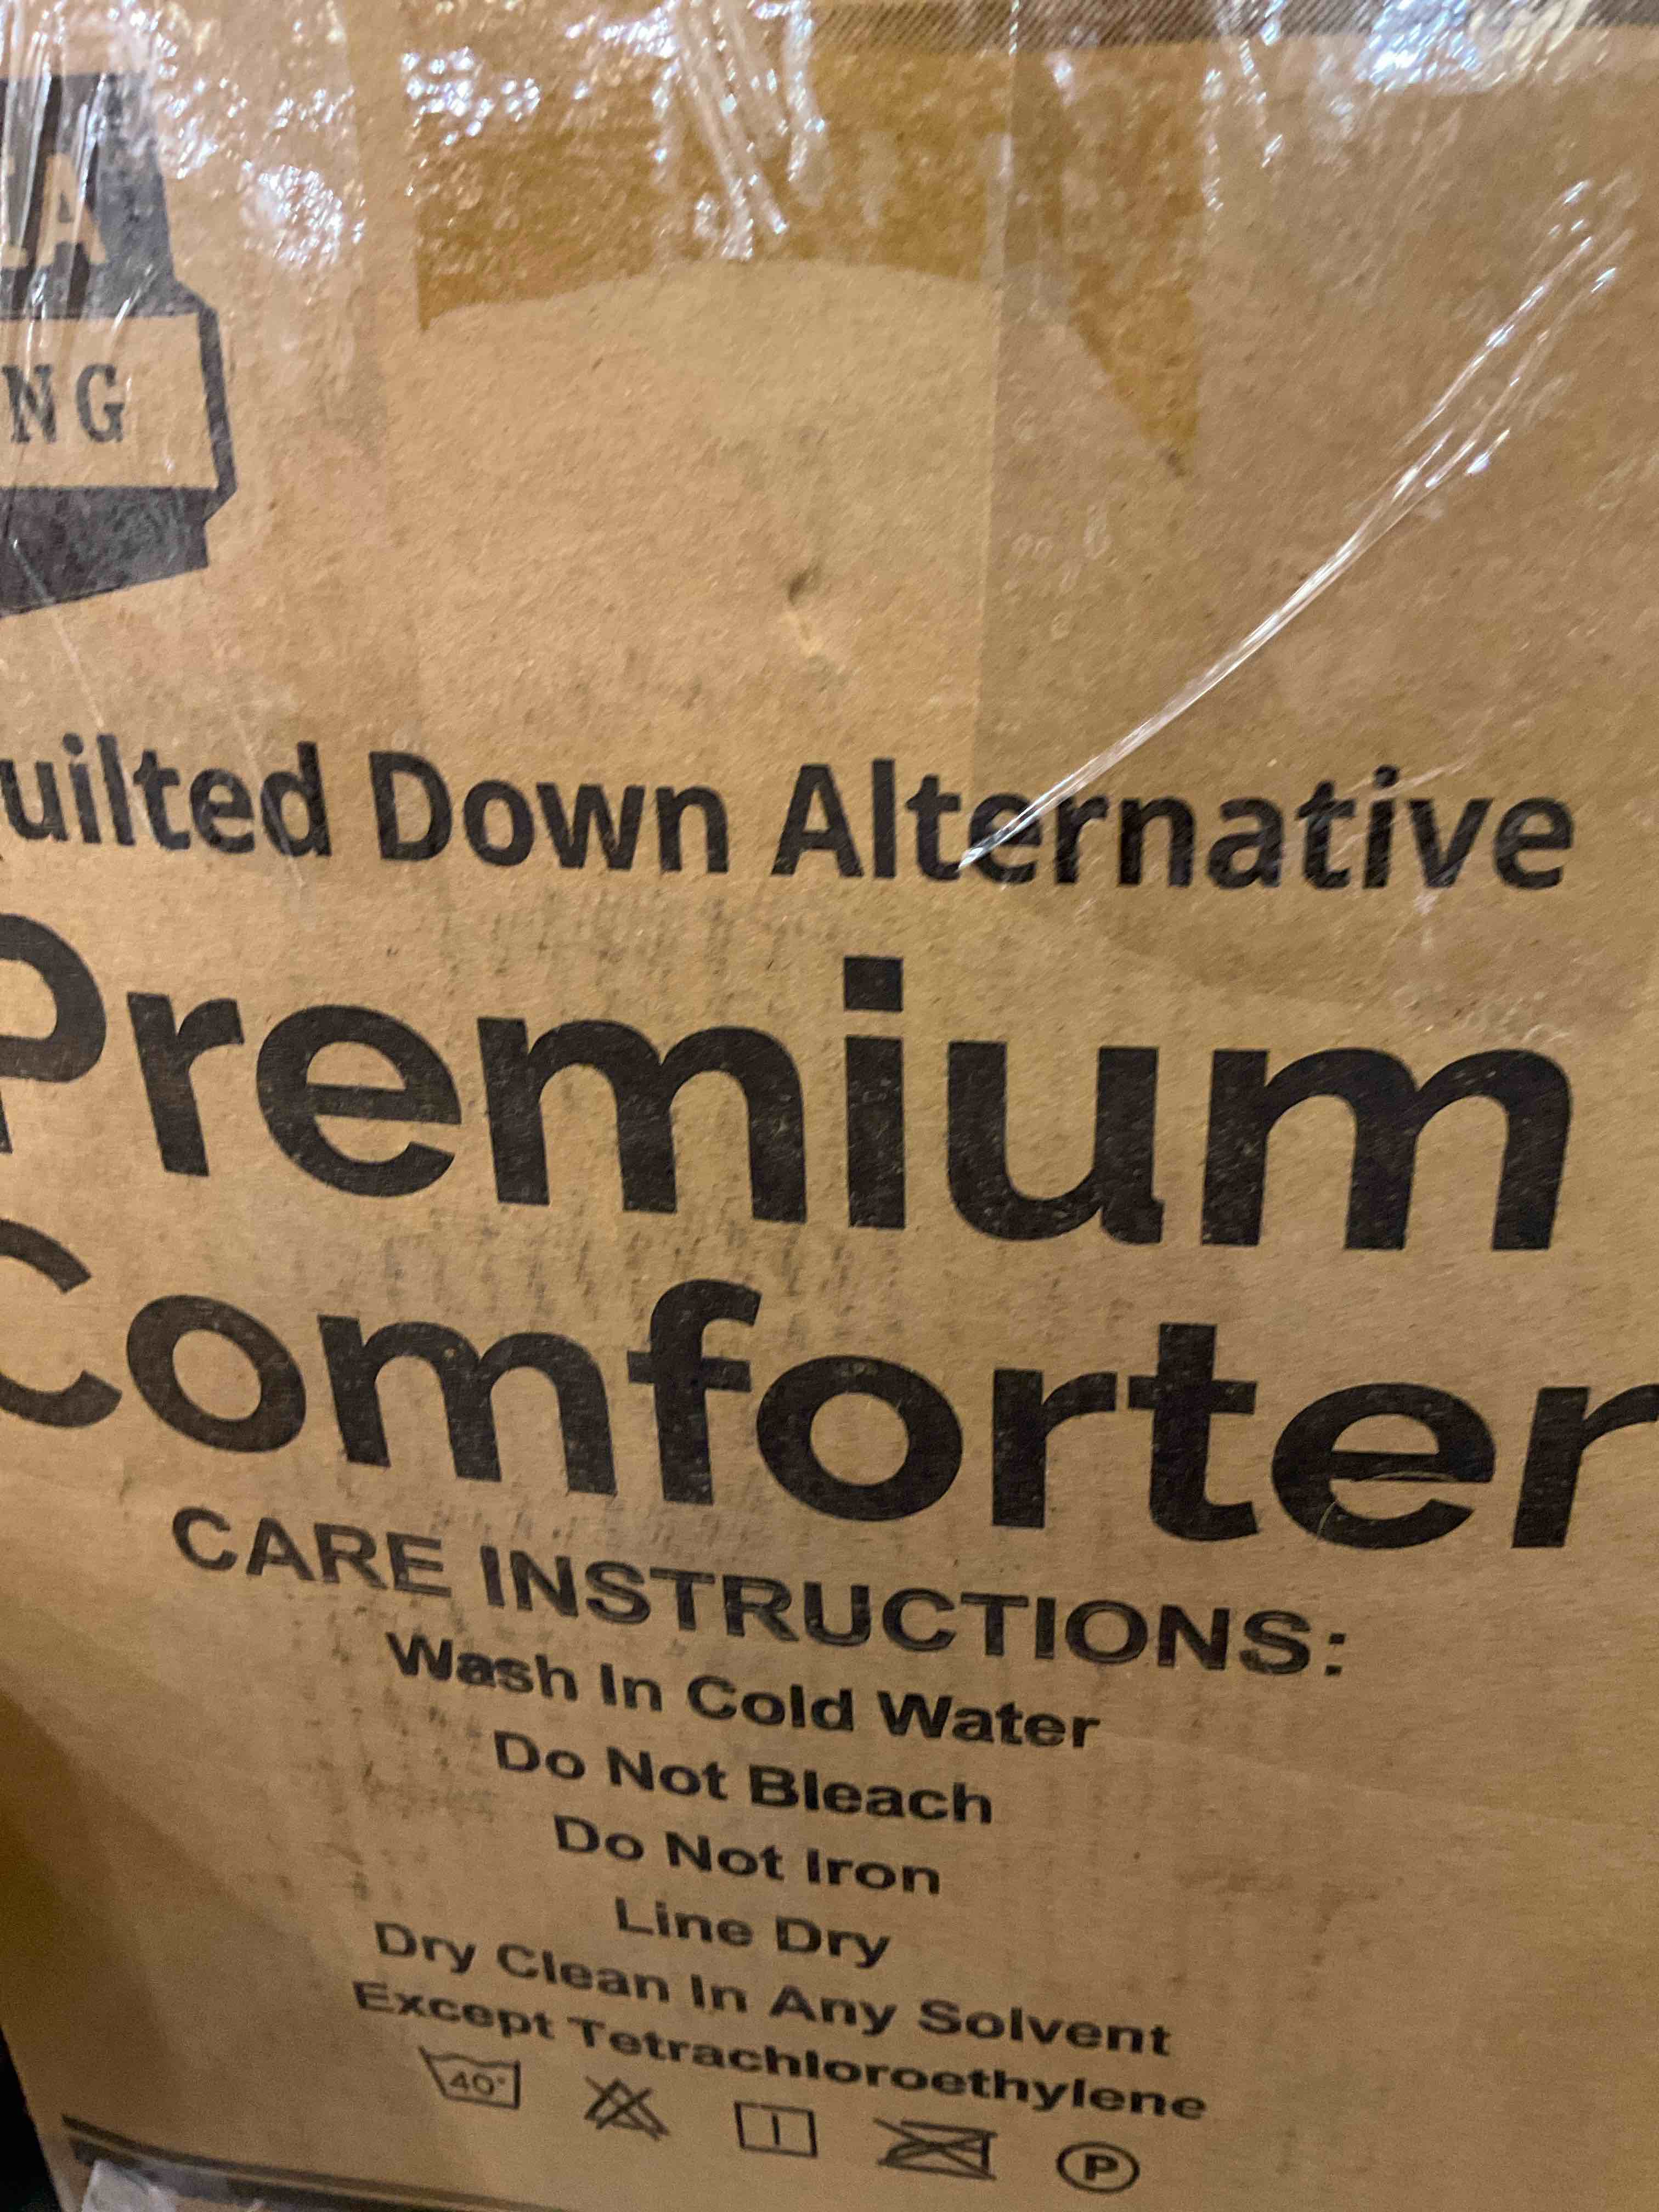 A
NG
uilted Down Alternative
Premium
Comforter
CARE INSTRUCTIONS:
Wash In Cold Water
Do Not Bleach
Do Not Iron
Line Dry
Dry Clean In Any Solvent
Except Tetrachloroethylene
40°
P